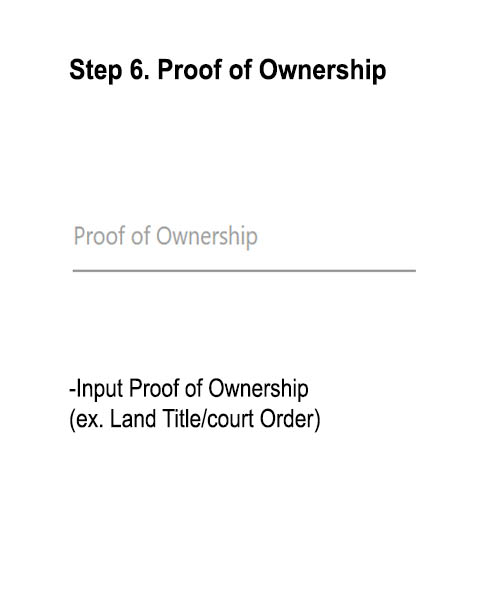 Step 6. Proof of Ownership
Proof of Ownership
-Input Proof of Ownership
(ex. Land Title/court Order)